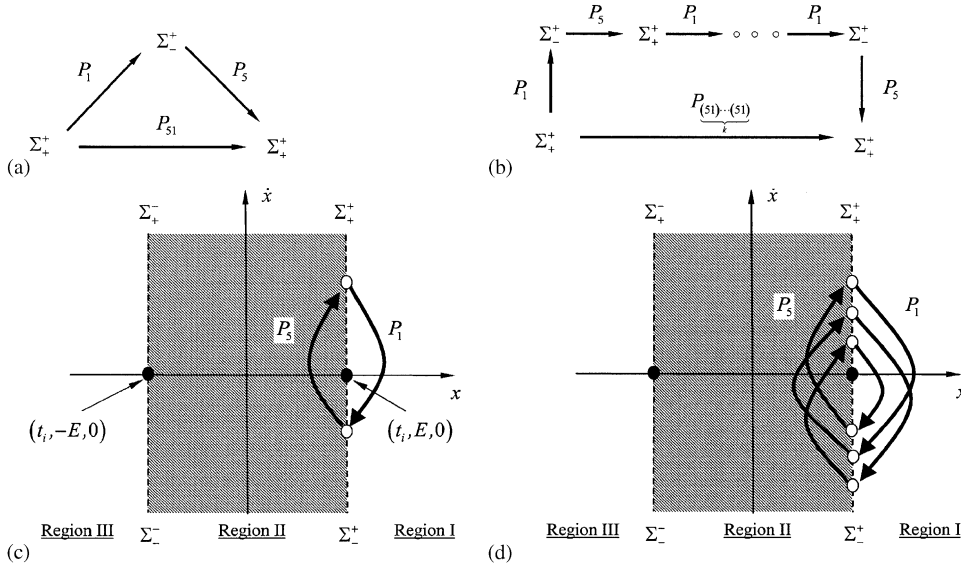 Σ₋⁺
P₁
P₅
Σ₊⁺
P₅₁
Σ₊⁺
(a)
Σ₋⁺
P₅
Σ₊⁺
P₁
∘ ∘ ∘
P₁
Σ₋⁺
P₁
P₅
P₍₅₁₎...₍₅₁₎
k
Σ₊⁺
Σ₊⁺
(b)
Σ₊⁻
ẋ
Σ₊⁺
P₅
P₁
x
(tᵢ,−E,0)
(tᵢ,E,0)
Region III
Σ₋⁻
Region II
Σ₋⁺
Region I
(c)
Σ₊⁻
ẋ
Σ₊⁺
P₅
P₁
x
Region III
Σ₋⁻
Region II
Σ₋⁺
Region I
(d)